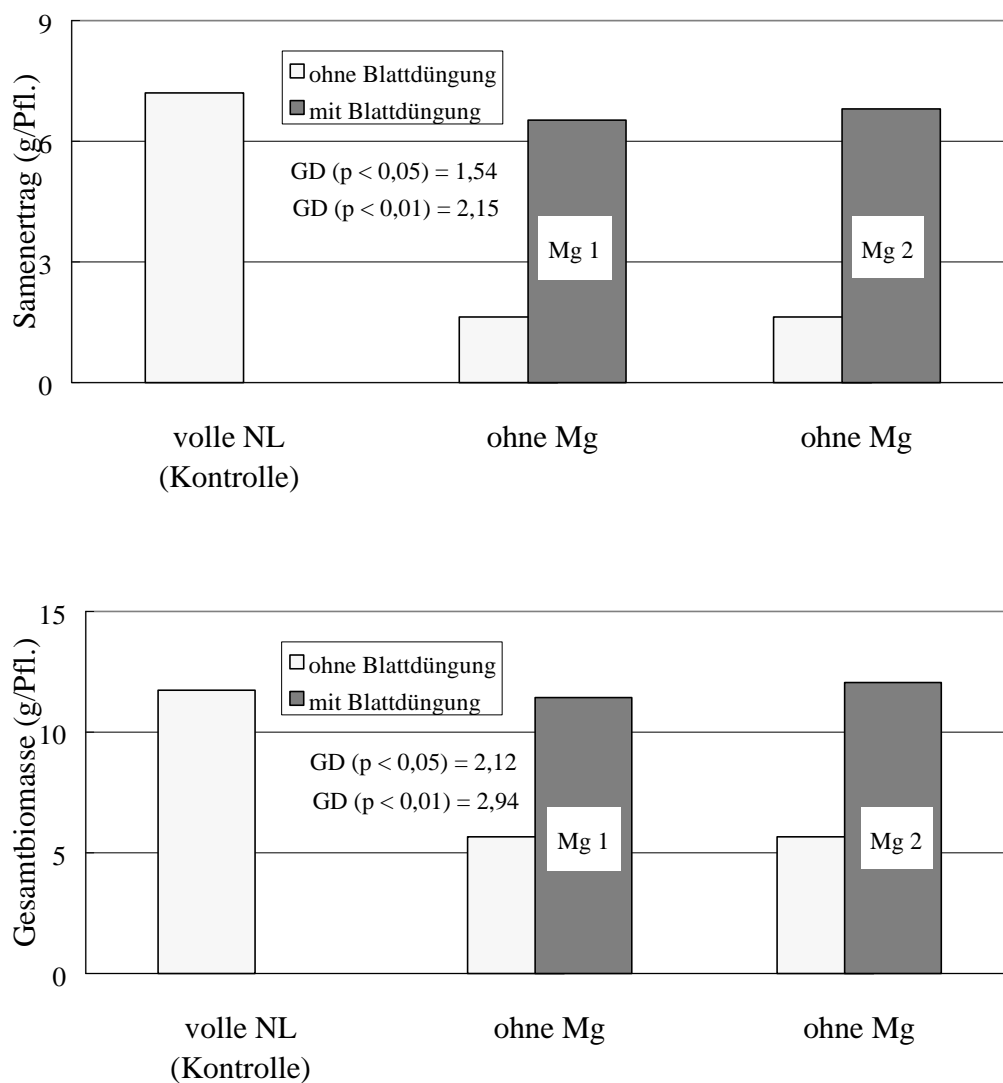 Samenertrag (g/Pfl.)
9
6
3
0
ohne Blattdüngung
mit Blattdüngung
GD (p < 0,05) = 1,54
GD (p < 0,01) = 2,15
Mg 1
Mg 2
volle NL
(Kontrolle)
ohne Mg
ohne Mg
Gesamtbiomasse (g/Pfl.)
15
10
5
0
ohne Blattdüngung
mit Blattdüngung
GD (p < 0,05) = 2,12
GD (p < 0,01) = 2,94
Mg 1
Mg 2
volle NL
(Kontrolle)
ohne Mg
ohne Mg